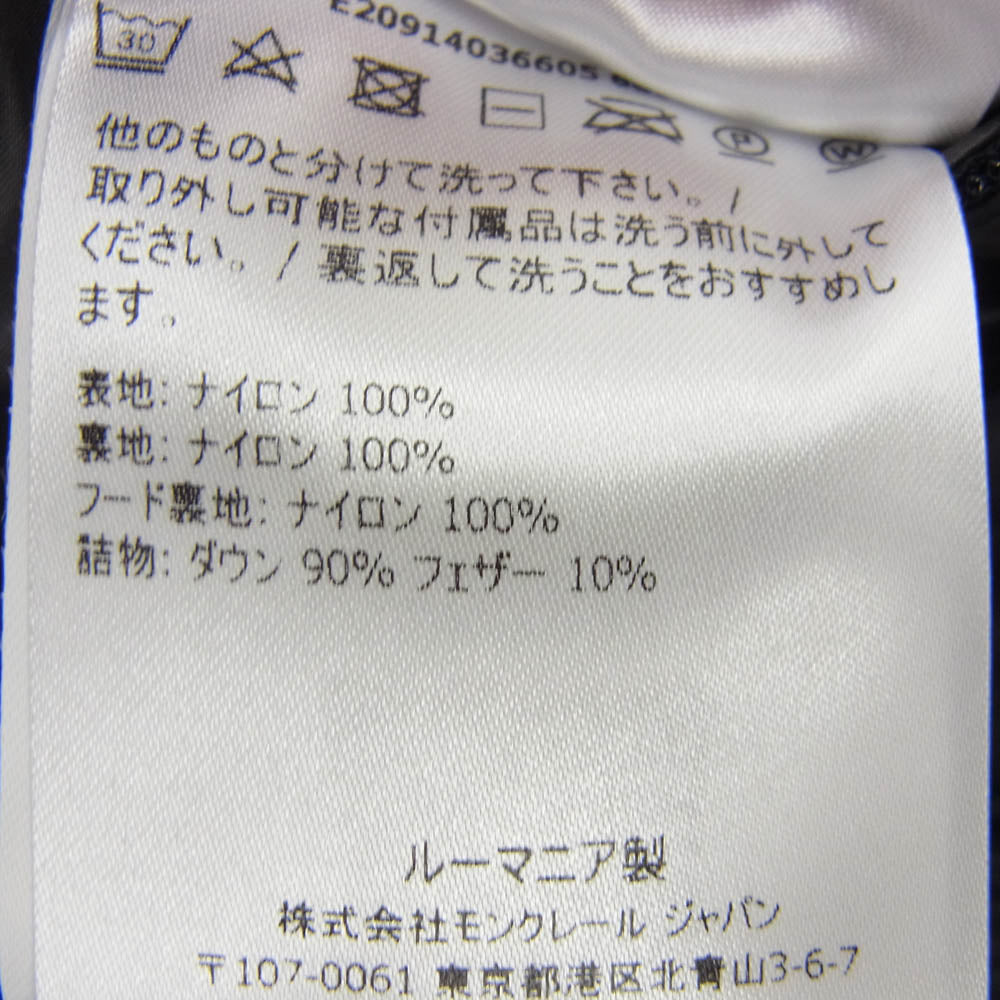 E20914036605
30
P
W
他のものと分けて洗って下さい。/
取り外し可能な付属品は洗う前に外して
ください。/ 裏返して洗うことをおすすめし
ます。
表地: ナイロン 100%
裏地: ナイロン 100%
フード裏地: ナイロン 100%
詰物: ダウン 90% フェザー 10%
ルーマニア製
株式会社モンクレール ジャパン
〒107-0061 東京都港区北青山3-6-7